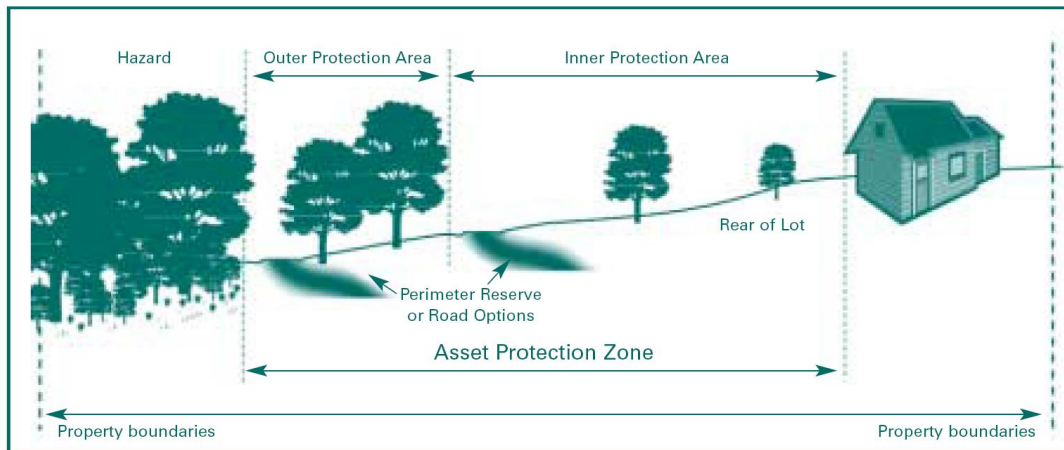 Hazard
Outer Protection Area
Inner Protection Area
Rear of Lot
Perimeter Reserve
or Road Options
Asset Protection Zone
Property boundaries
Property boundaries